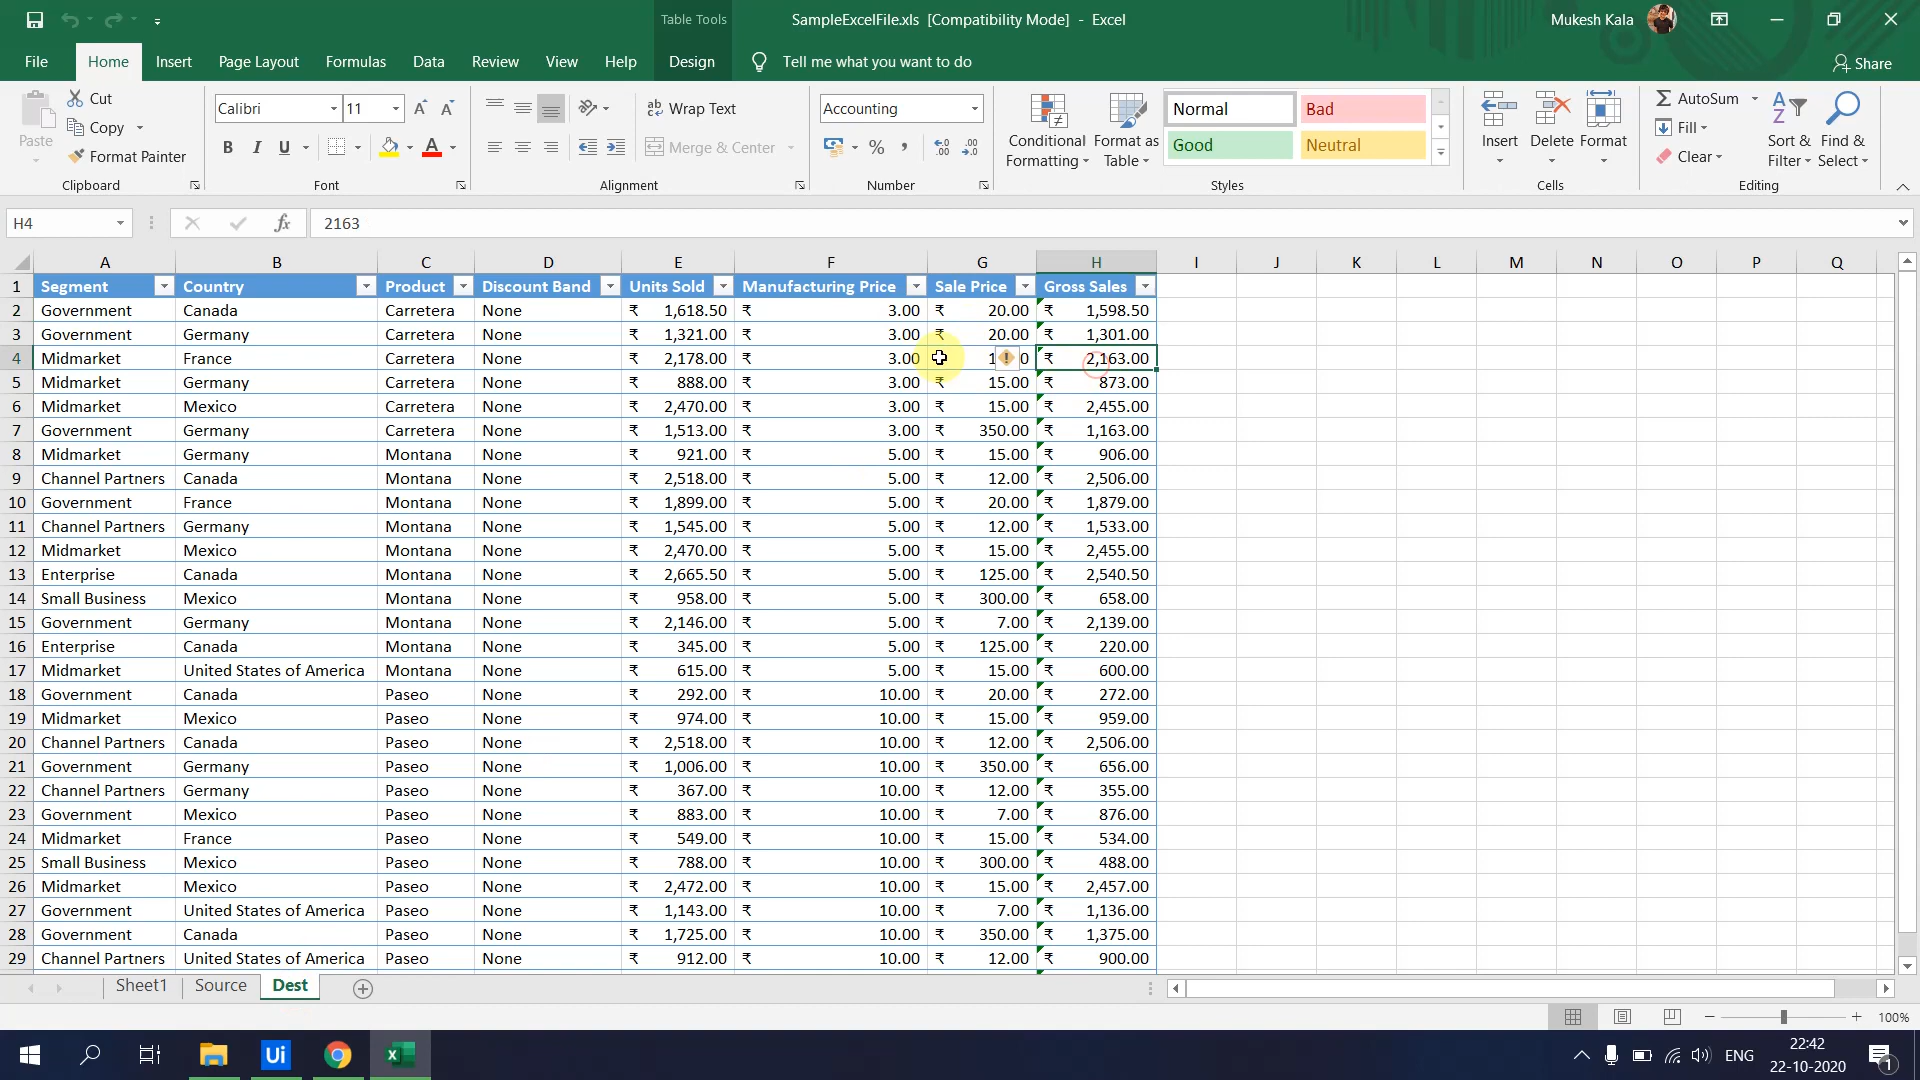 Table Tools
SampleExcelFile.xls [Compatibility Mode] - Excel
Mukesh Kala
File Home Insert Page Layout Formulas Data Review View Help Design Tell me what you want to do Share
Paste Cut Copy Format Painter Clipboard
Calibri 11 B I U A Font
Wrap Text Merge & Center Alignment
Accounting % , Number
Conditional Formatting Format as Table Normal Bad Good Neutral Styles
Insert Delete Format Cells
AutoSum Fill Clear Sort & Filter Find & Select Editing
H4 fx 2163
A B C D E F G H I J K L M N O P Q
1 Segment Country Product Discount Band Units Sold Manufacturing Price Sale Price Gross Sales
2 Government Canada Carretera None ₹ 1,618.50 ₹ 3.00 ₹ 20.00 ₹ 1,598.50
3 Government Germany Carretera None ₹ 1,321.00 ₹ 3.00 ₹ 20.00 ₹ 1,301.00
4 Midmarket France Carretera None ₹ 2,178.00 ₹ 3.00 1 0 ₹ 2,163.00
5 Midmarket Germany Carretera None ₹ 888.00 ₹ 3.00 ₹ 15.00 ₹ 873.00
6 Midmarket Mexico Carretera None ₹ 2,470.00 ₹ 3.00 ₹ 15.00 ₹ 2,455.00
7 Government Germany Carretera None ₹ 1,513.00 ₹ 3.00 ₹ 350.00 ₹ 1,163.00
8 Midmarket Germany Montana None ₹ 921.00 ₹ 5.00 ₹ 15.00 ₹ 906.00
9 Channel Partners Canada Montana None ₹ 2,518.00 ₹ 5.00 ₹ 12.00 ₹ 2,506.00
10 Government France Montana None ₹ 1,899.00 ₹ 5.00 ₹ 20.00 ₹ 1,879.00
11 Channel Partners Germany Montana None ₹ 1,545.00 ₹ 5.00 ₹ 12.00 ₹ 1,533.00
12 Midmarket Mexico Montana None ₹ 2,470.00 ₹ 5.00 ₹ 15.00 ₹ 2,455.00
13 Enterprise Canada Montana None ₹ 2,665.50 ₹ 5.00 ₹ 125.00 ₹ 2,540.50
14 Small Business Mexico Montana None ₹ 958.00 ₹ 5.00 ₹ 300.00 ₹ 658.00
15 Government Germany Montana None ₹ 2,146.00 ₹ 5.00 ₹ 7.00 ₹ 2,139.00
16 Enterprise Canada Montana None ₹ 345.00 ₹ 5.00 ₹ 125.00 ₹ 220.00
17 Midmarket United States of America Montana None ₹ 615.00 ₹ 5.00 ₹ 15.00 ₹ 600.00
18 Government Canada Paseo None ₹ 292.00 ₹ 10.00 ₹ 20.00 ₹ 272.00
19 Midmarket Mexico Paseo None ₹ 974.00 ₹ 10.00 ₹ 15.00 ₹ 959.00
20 Channel Partners Canada Paseo None ₹ 2,518.00 ₹ 10.00 ₹ 12.00 ₹ 2,506.00
21 Government Germany Paseo None ₹ 1,006.00 ₹ 10.00 ₹ 350.00 ₹ 656.00
22 Channel Partners Germany Paseo None ₹ 367.00 ₹ 10.00 ₹ 12.00 ₹ 355.00
23 Government Mexico Paseo None ₹ 883.00 ₹ 10.00 ₹ 7.00 ₹ 876.00
24 Midmarket France Paseo None ₹ 549.00 ₹ 10.00 ₹ 15.00 ₹ 534.00
25 Small Business Mexico Paseo None ₹ 788.00 ₹ 10.00 ₹ 300.00 ₹ 488.00
26 Midmarket Mexico Paseo None ₹ 2,472.00 ₹ 10.00 ₹ 15.00 ₹ 2,457.00
27 Government United States of America Paseo None ₹ 1,143.00 ₹ 10.00 ₹ 7.00 ₹ 1,136.00
28 Government Canada Paseo None ₹ 1,725.00 ₹ 10.00 ₹ 350.00 ₹ 1,375.00
29 Channel Partners United States of America Paseo None ₹ 912.00 ₹ 10.00 ₹ 12.00 ₹ 900.00
Sheet1 Source Dest
100%
Ui
ENG
22:42
22-10-2020
1